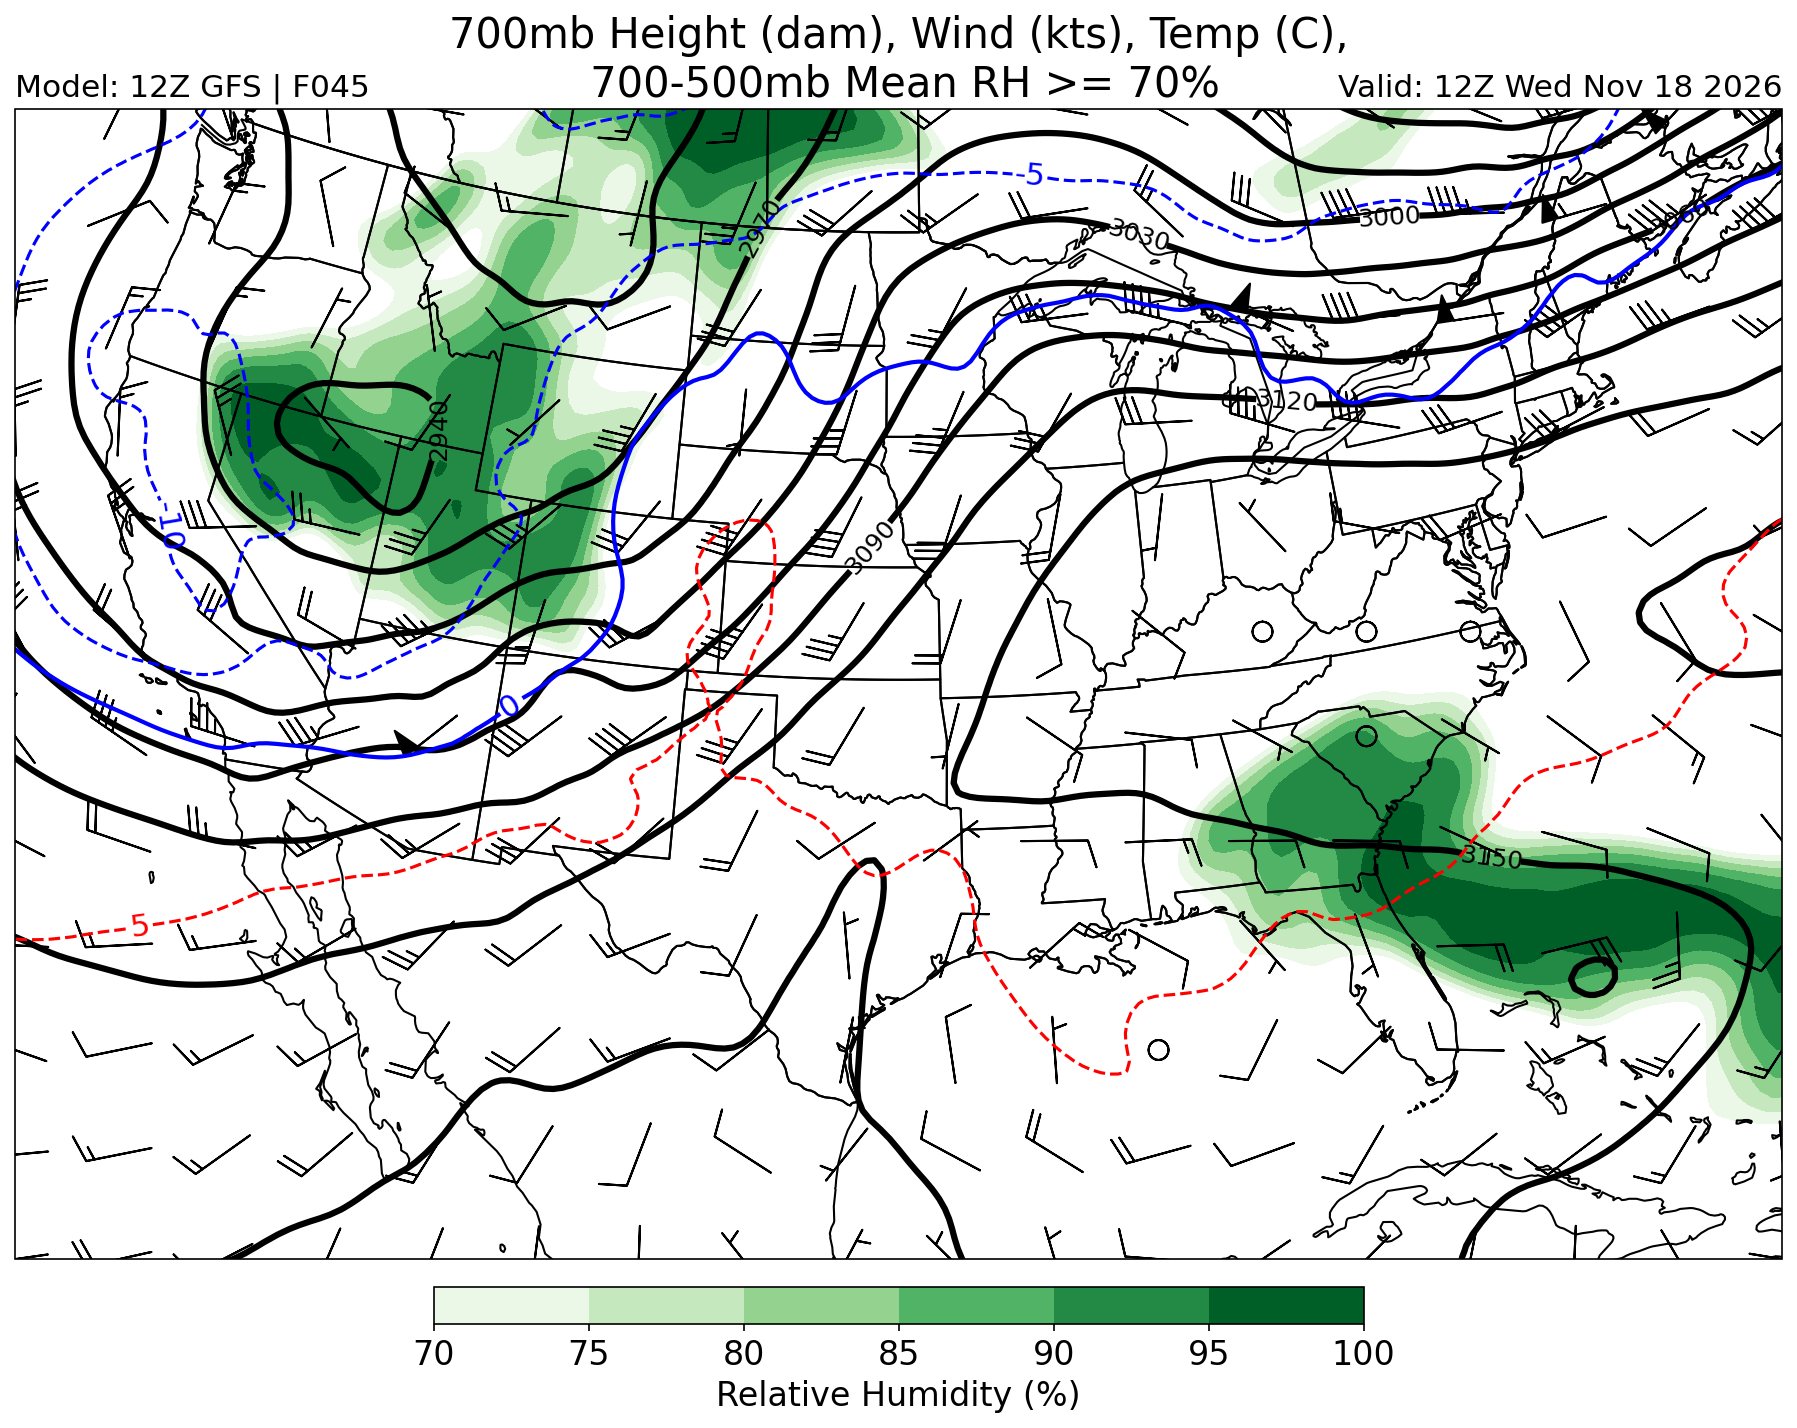 700mb Height (dam), Wind (kts), Temp (C),
700-500mb Mean RH >= 70%
Model: 12Z GFS | F045
Valid: 12Z Wed Nov 18 2026
-5
2970
3000
3030
3060
2940
3120
-10
3090
0
3150
5
70 75 80 85 90 95 100
Relative Humidity (%)